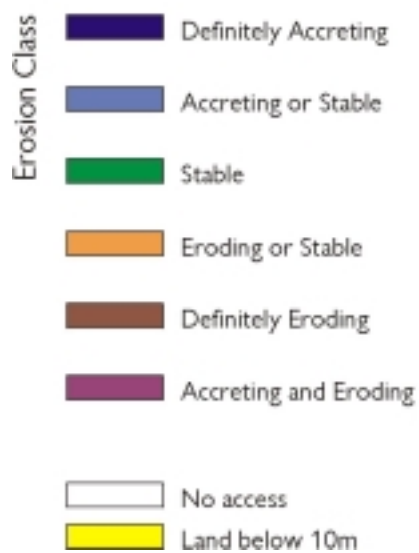 Erosion Class
Definitely Accreting
Accreting or Stable
Stable
Eroding or Stable
Definitely Eroding
Accreting and Eroding
No access
Land below 10m